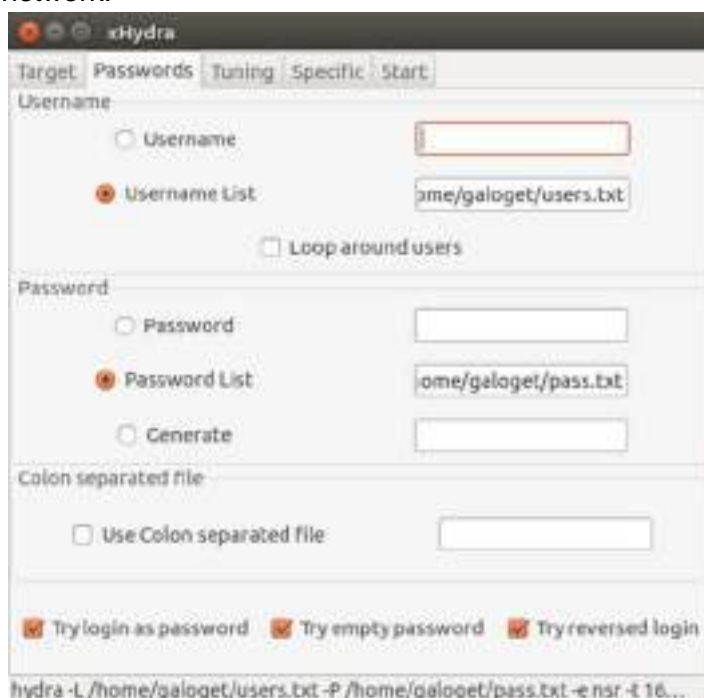 network.
xHydra
Target Passwords Tuning Specific Start
Username
Username
Username List ome/galoget/users.txt
Loop around users
Password
Password
Password List ome/galoget/pass.txt
Generate
Colon separated file
Use Colon separated file
Try login as password Try empty password Try reversed login
hydra -L /home/galoget/users.txt -P /home/galoget/pass.txt -e nsr -t 16...